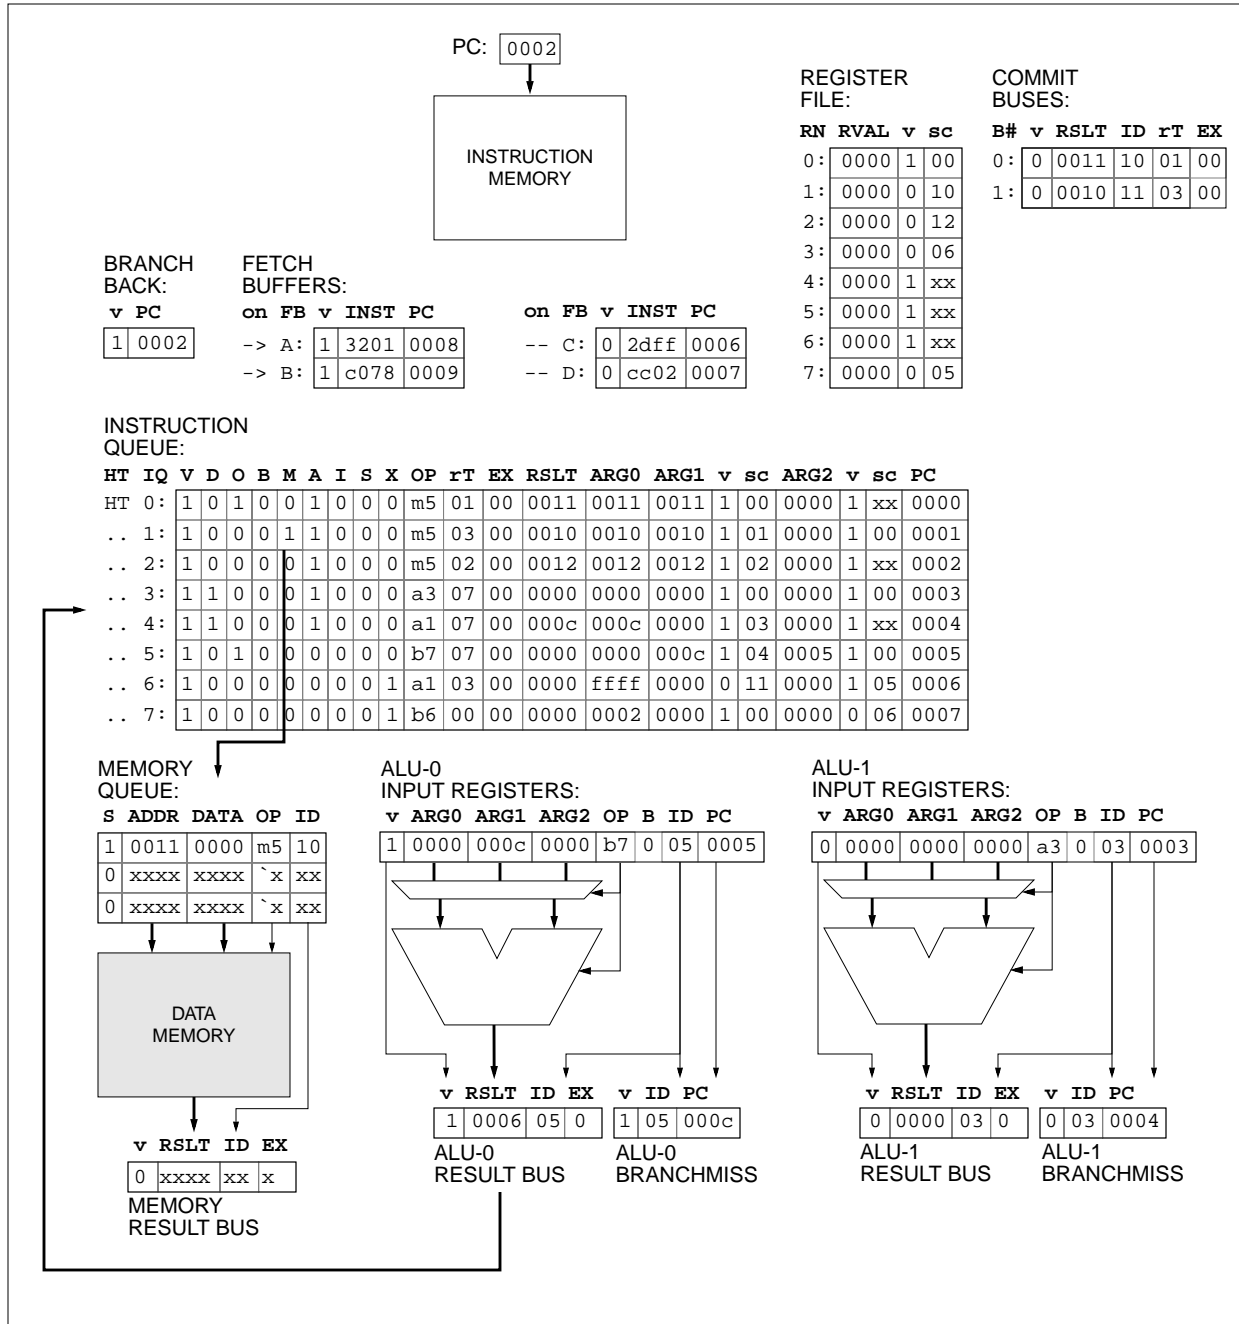 PC: 0002
INSTRUCTION
MEMORY
REGISTER
FILE:
RN RVAL v sc
0: 0000 1 00
1: 0000 0 10
2: 0000 0 12
3: 0000 0 06
4: 0000 1 xx
5: 0000 1 xx
6: 0000 1 xx
7: 0000 0 05
COMMIT
BUSES:
B# v RSLT ID rT EX
0: 0 0011 10 01 00
1: 0 0010 11 03 00
BRANCH
BACK:
v PC
1 0002
FETCH
BUFFERS:
on FB v INST PC
-> A: 1 3201 0008
-> B: 1 c078 0009
on FB v INST PC
-- C: 0 2dff 0006
-- D: 0 cc02 0007
INSTRUCTION
QUEUE:
HT IQ V D O B M A I S X OP rT EX RSLT ARG0 ARG1 v sc ARG2 v sc PC
HT 0: 1 0 1 0 0 1 0 0 0 m5 01 00 0011 0011 0011 1 00 0000 1 xx 0000
.. 1: 1 0 0 0 1 1 0 0 0 m5 03 00 0010 0010 0010 1 01 0000 1 00 0001
.. 2: 1 0 0 0 0 1 0 0 0 m5 02 00 0012 0012 0012 1 02 0000 1 xx 0002
.. 3: 1 1 0 0 0 1 0 0 0 a3 07 00 0000 0000 0000 1 00 0000 1 00 0003
.. 4: 1 1 0 0 0 1 0 0 0 a1 07 00 000c 000c 0000 1 03 0000 1 xx 0004
.. 5: 1 0 1 0 0 0 0 0 0 b7 07 00 0000 0000 000c 1 04 0005 1 00 0005
.. 6: 1 0 0 0 0 0 0 0 1 a1 03 00 0000 ffff 0000 0 11 0000 1 05 0006
.. 7: 1 0 0 0 0 0 0 0 1 b6 00 00 0000 0002 0000 1 00 0000 0 06 0007
MEMORY
QUEUE:
S ADDR DATA OP ID
1 0011 0000 m5 10
0 xxxx xxxx `x xx
0 xxxx xxxx `x xx
DATA
MEMORY
v RSLT ID EX
0 xxxx xx x
MEMORY
RESULT BUS
ALU-0
INPUT REGISTERS:
v ARG0 ARG1 ARG2 OP B ID PC
1 0000 000c 0000 b7 0 05 0005
v RSLT ID EX
1 0006 05 0
ALU-0
RESULT BUS
v ID PC
1 05 000c
ALU-0
BRANCHMISS
ALU-1
INPUT REGISTERS:
v ARG0 ARG1 ARG2 OP B ID PC
0 0000 0000 0000 a3 0 03 0003
v RSLT ID EX
0 0000 03 0
ALU-1
RESULT BUS
v ID PC
0 03 0004
ALU-1
BRANCHMISS